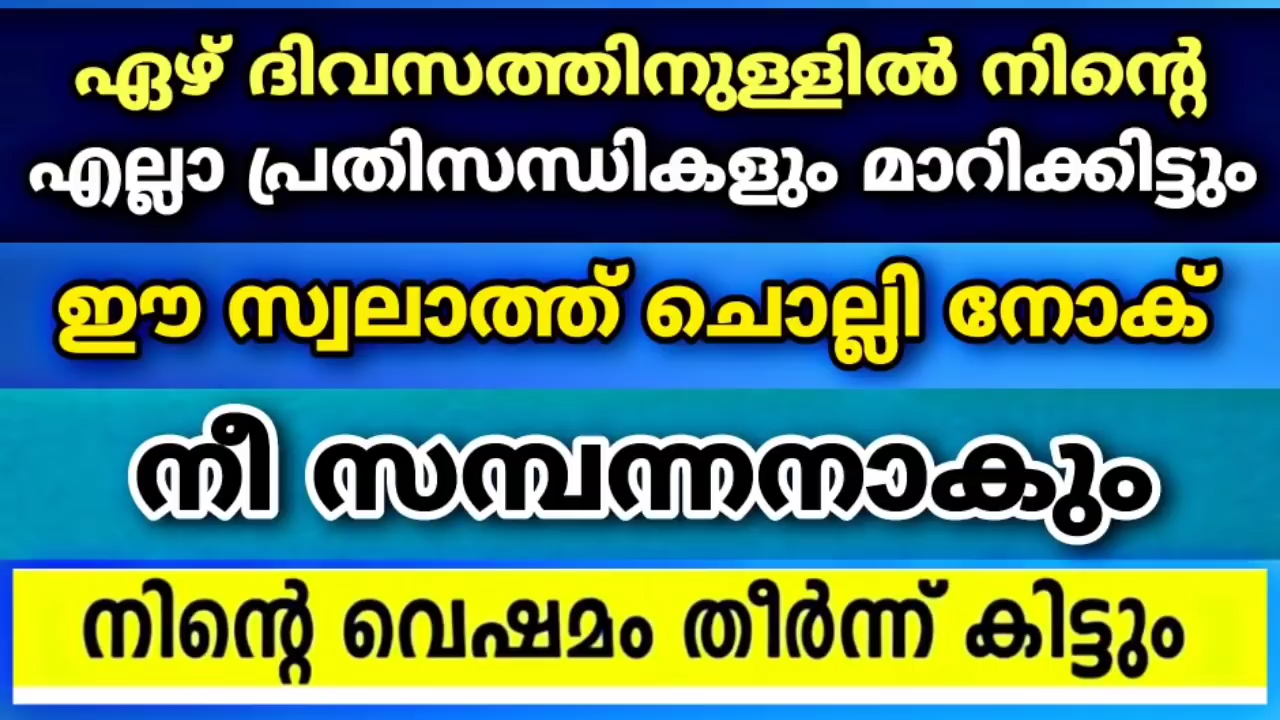 ഏഴ് ദിവസത്തിനുള്ളിൽ നിന്റെ
എല്ലാ പ്രതിസന്ധികളും മാറിക്കിട്ടും
ഈ സ്വലാത്ത് ചൊല്ലി നോക്
നീ സമ്പന്നനാകും
നിന്റെ വെഷമം തീർന്ന് കിട്ടും